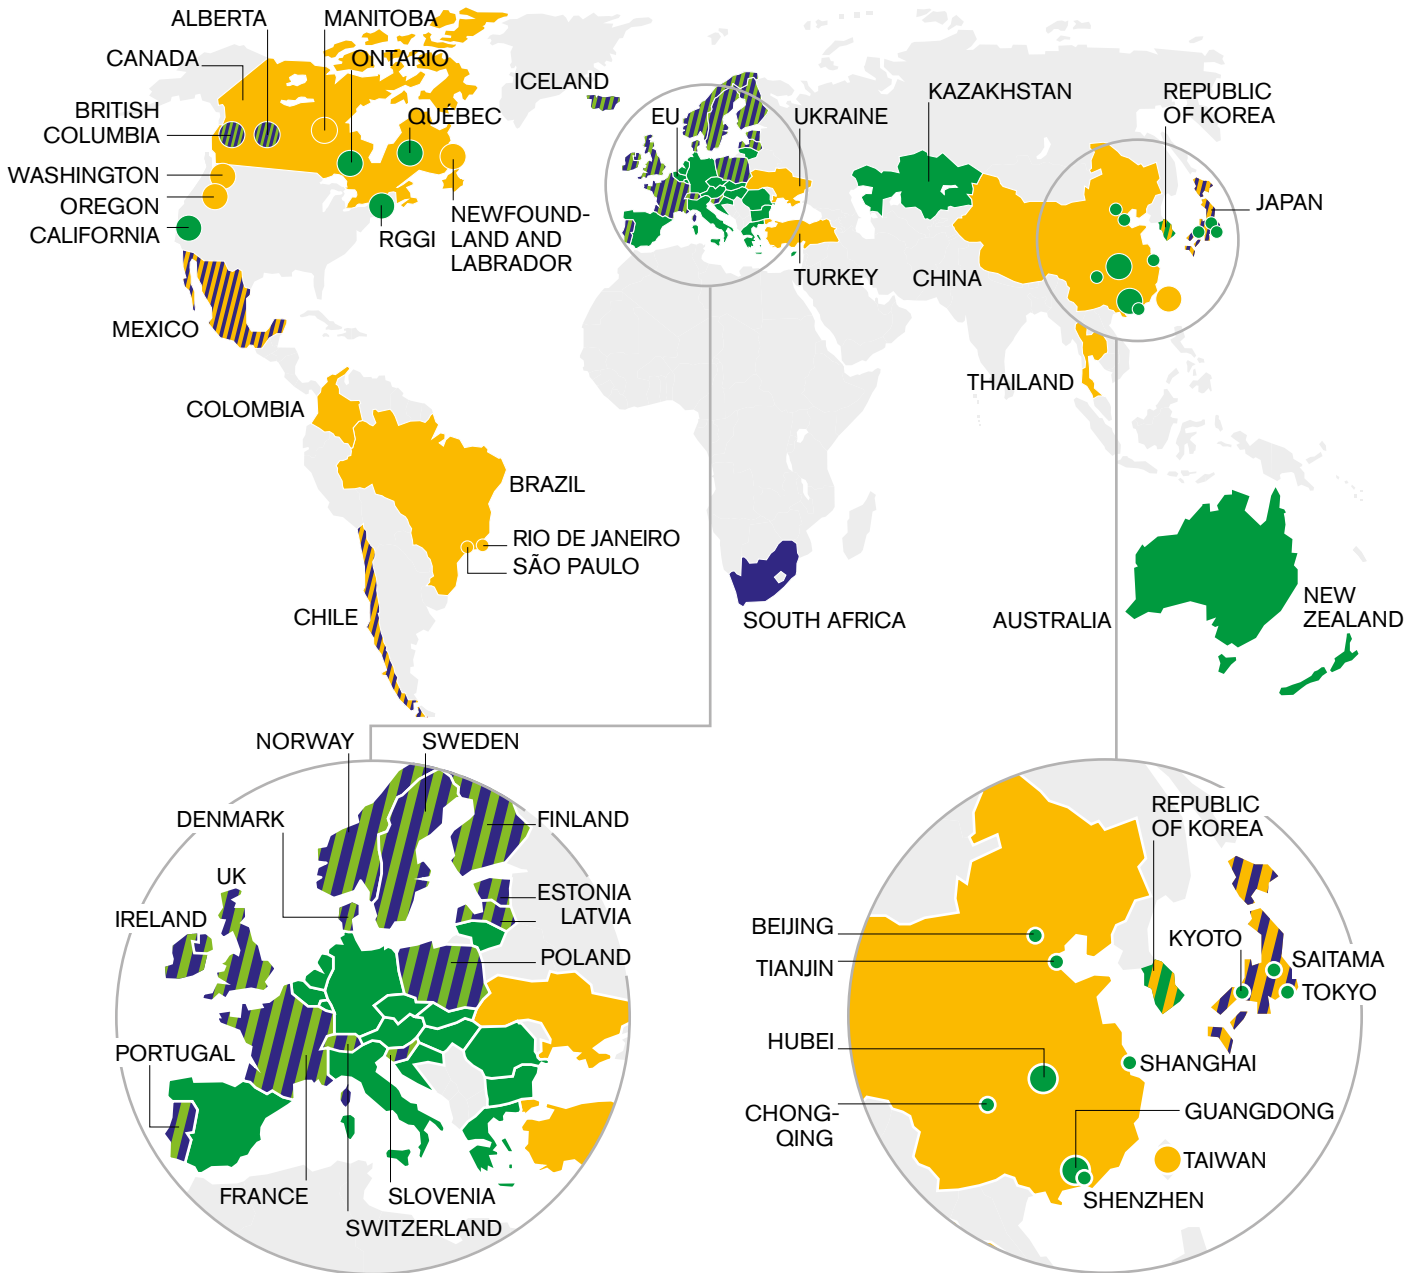 ALBERTA
MANITOBA
CANADA
ONTARIO
BRITISH
COLUMBIA
QUÉBEC
WASHINGTON
OREGON
CALIFORNIA
RGGI
NEWFOUND-
LAND AND
LABRADOR
MEXICO
ICELAND
EU
UKRAINE
TURKEY
KAZAKHSTAN
REPUBLIC
OF KOREA
JAPAN
CHINA
THAILAND
COLOMBIA
BRAZIL
RIO DE JANEIRO
SÃO PAULO
CHILE
SOUTH AFRICA
AUSTRALIA
NEW
ZEALAND
NORWAY
SWEDEN
DENMARK
FINLAND
UK
ESTONIA
IRELAND
LATVIA
POLAND
PORTUGAL
FRANCE
SLOVENIA
SWITZERLAND
REPUBLIC
OF KOREA
BEIJING
TIANJIN
KYOTO
SAITAMA
TOKYO
HUBEI
SHANGHAI
CHONG-
QING
GUANGDONG
TAIWAN
SHENZHEN